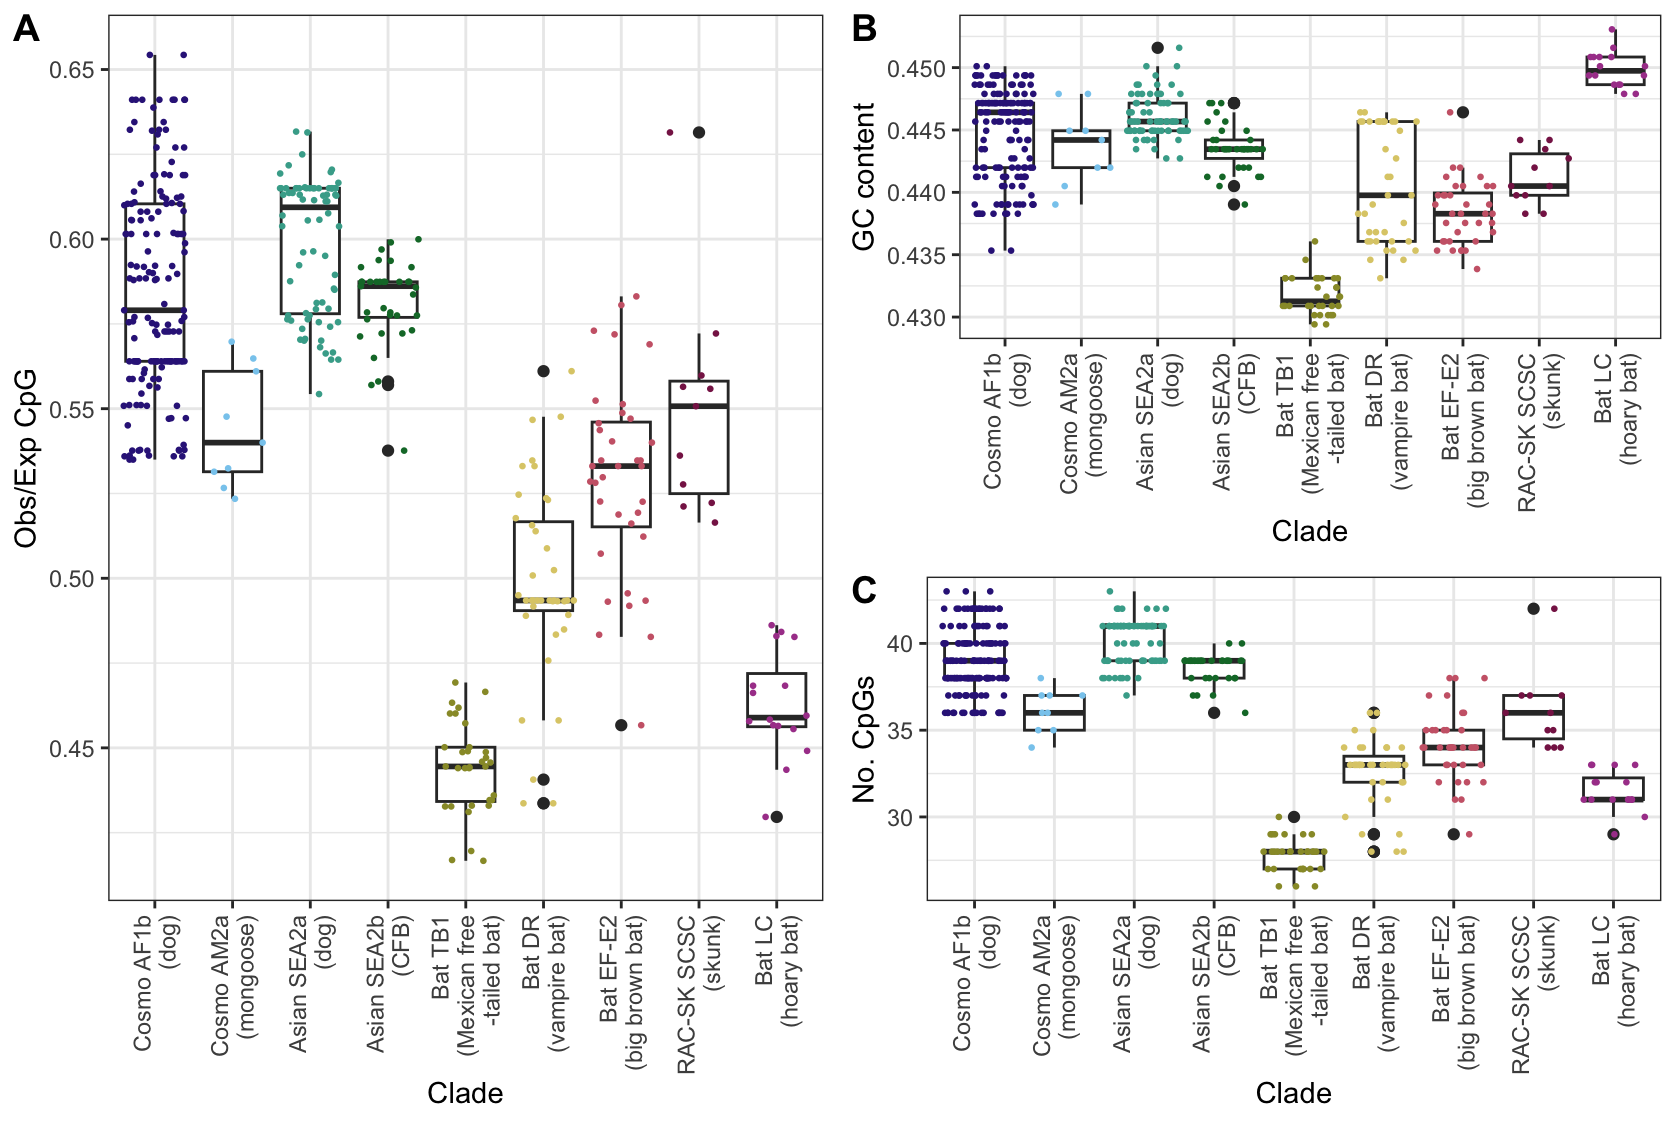 A
Obs/Exp CpG
0.65
0.60
0.55
0.50
0.45
Cosmo AF1b
(dog)
Cosmo AM2a
(mongoose)
Asian SEA2a
(dog)
Asian SEA2b
(CFB)
Bat TB1
(Mexican free
-tailed bat)
Bat DR
(vampire bat)
Bat EF-E2
(big brown bat)
RAC-SK SCSC
(skunk)
Bat LC
(hoary bat)
Clade
B
GC content
0.450
0.445
0.440
0.435
0.430
Cosmo AF1b
(dog)
Cosmo AM2a
(mongoose)
Asian SEA2a
(dog)
Asian SEA2b
(CFB)
Bat TB1
(Mexican free
-tailed bat)
Bat DR
(vampire bat)
Bat EF-E2
(big brown bat)
RAC-SK SCSC
(skunk)
Bat LC
(hoary bat)
Clade
C
No. CpGs
40
35
30
Cosmo AF1b
(dog)
Cosmo AM2a
(mongoose)
Asian SEA2a
(dog)
Asian SEA2b
(CFB)
Bat TB1
(Mexican free
-tailed bat)
Bat DR
(vampire bat)
Bat EF-E2
(big brown bat)
RAC-SK SCSC
(skunk)
Bat LC
(hoary bat)
Clade